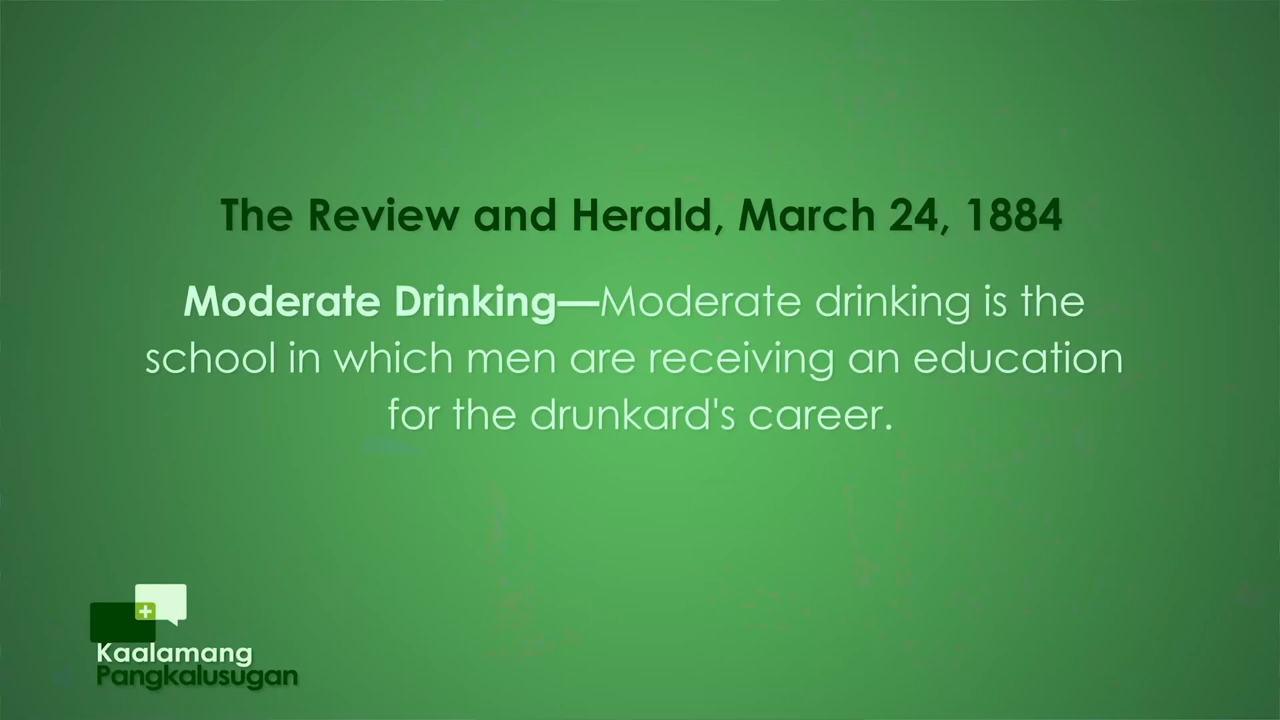 The Review and Herald, March 24, 1884
Moderate Drinking—Moderate drinking is the
school in which men are receiving an education
for the drunkard's career.
Kaalamang
Pangkalusugan